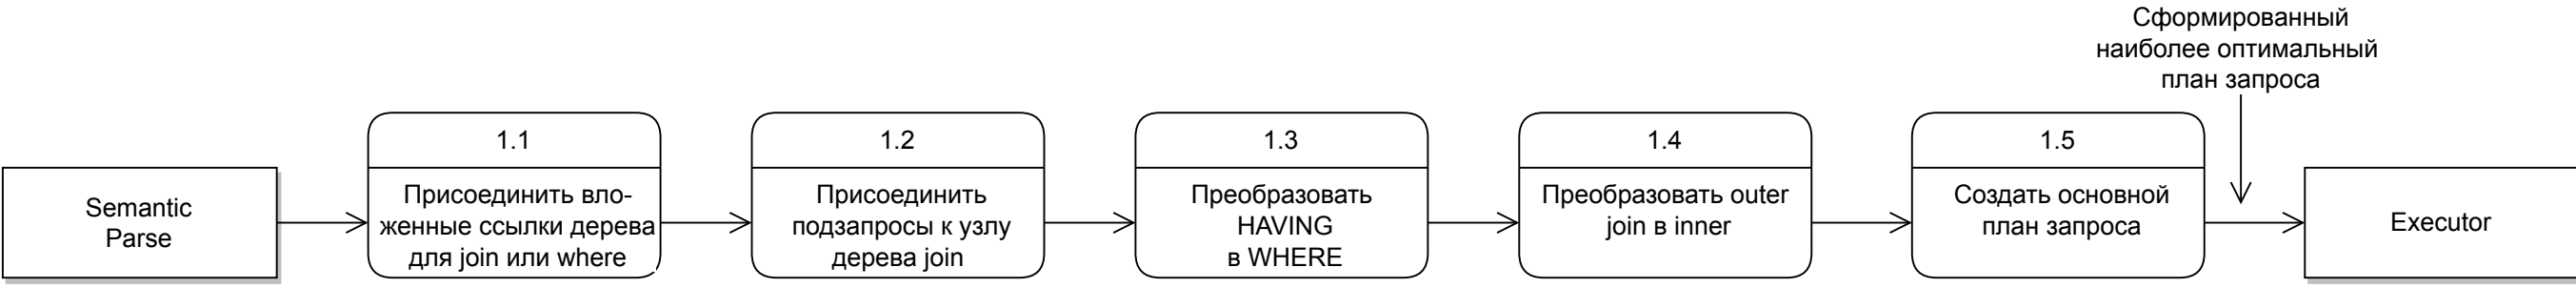 Сформированный
наиболее оптимальный
план запроса
Semantic
Parse
1.1
Присоединить вло-
женные ссылки дерева
для join или where
1.2
Присоединить
подзапросы к узлу
дерева join
1.3
Преобразовать
HAVING
в WHERE
1.4
Преобразовать outer
join в inner
1.5
Создать основной
план запроса
Executor